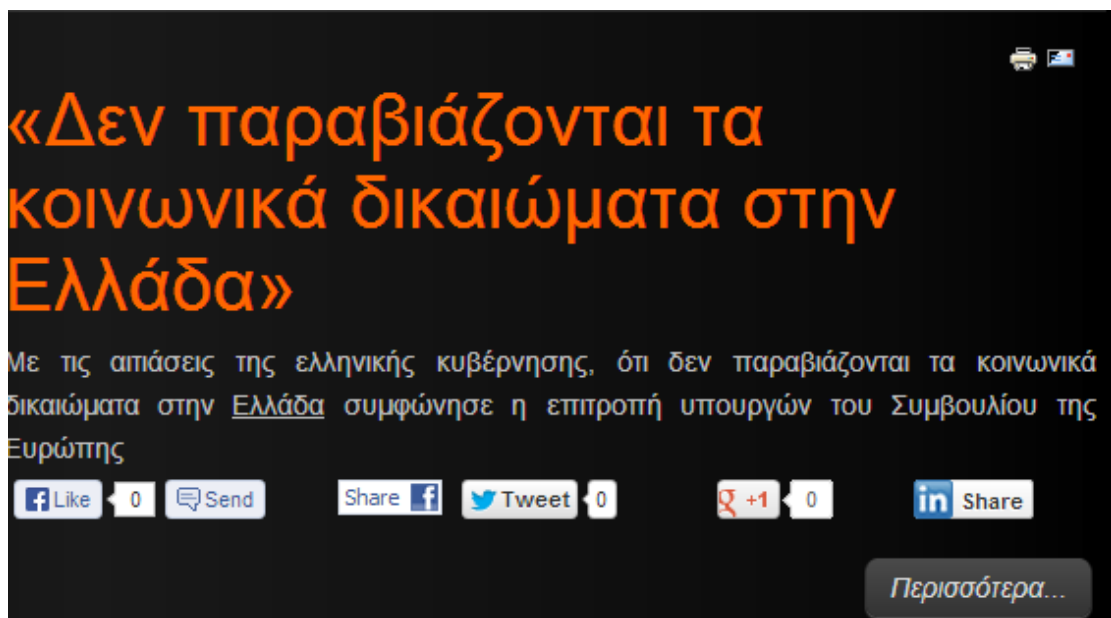 «Δεν παραβιάζονται τα
κοινωνικά δικαιώματα στην
Ελλάδα»
Με τις αιτιάσεις της ελληνικής κυβέρνησης, ότι δεν παραβιάζονται τα κοινωνικά
δικαιώματα στην Ελλάδα συμφώνησε η επιτροπή υπουργών του Συμβουλίου της
Ευρώπης
Like 0 Send Share Tweet 0 +1 0 in Share
Περισσότερα...